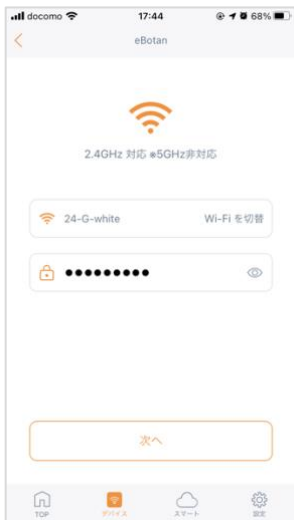 docomo 17:44 68%
eBotan
2.4GHz 対応 ※5GHz非対応
24-G-white Wi-Fi を切替
●●●●●●●●●
次へ
TOP デバイス スマート 設定